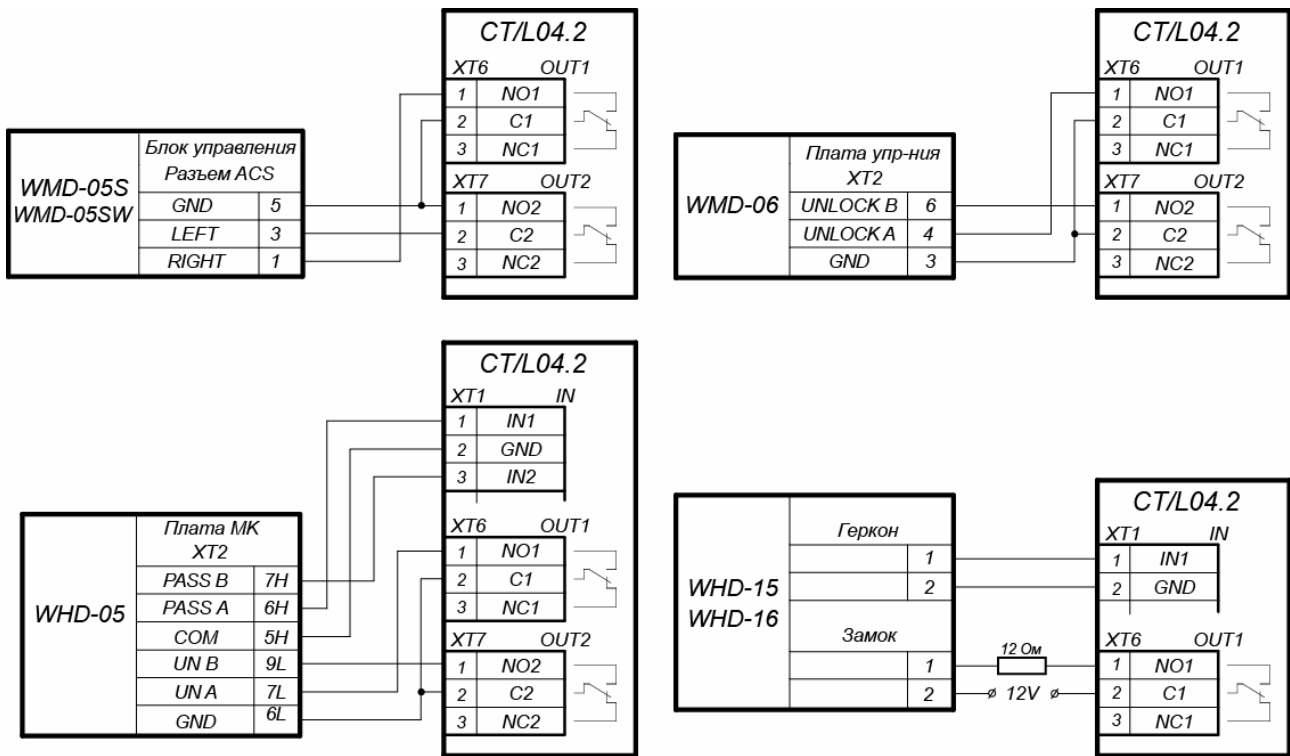 CT/L04.2
XT6 OUT1
1 NO1
2 C1
3 NC1
XT7 OUT2
1 NO2
2 C2
3 NC2
WMD-05S
WMD-05SW
Блок управления
Разъем ACS
GND 5
LEFT 3
RIGHT 1
CT/L04.2
XT6 OUT1
1 NO1
2 C1
3 NC1
XT7 OUT2
1 NO2
2 C2
3 NC2
WMD-06
Плата упр-ния
XT2
UNLOCK B 6
UNLOCK A 4
GND 3
CT/L04.2
XT1 IN
1 IN1
2 GND
3 IN2
XT6 OUT1
1 NO1
2 C1
3 NC1
XT7 OUT2
1 NO2
2 C2
3 NC2
WHD-05
Плата МК
XT2
PASS B 7H
PASS A 6H
COM 5H
UN B 9L
UN A 7L
GND 6L
CT/L04.2
XT1 IN
1 IN1
2 GND
XT6 OUT1
1 NO1
2 C1
3 NC1
WHD-15
WHD-16
Геркон
1
2
Замок
1
2
12 Ом
12V